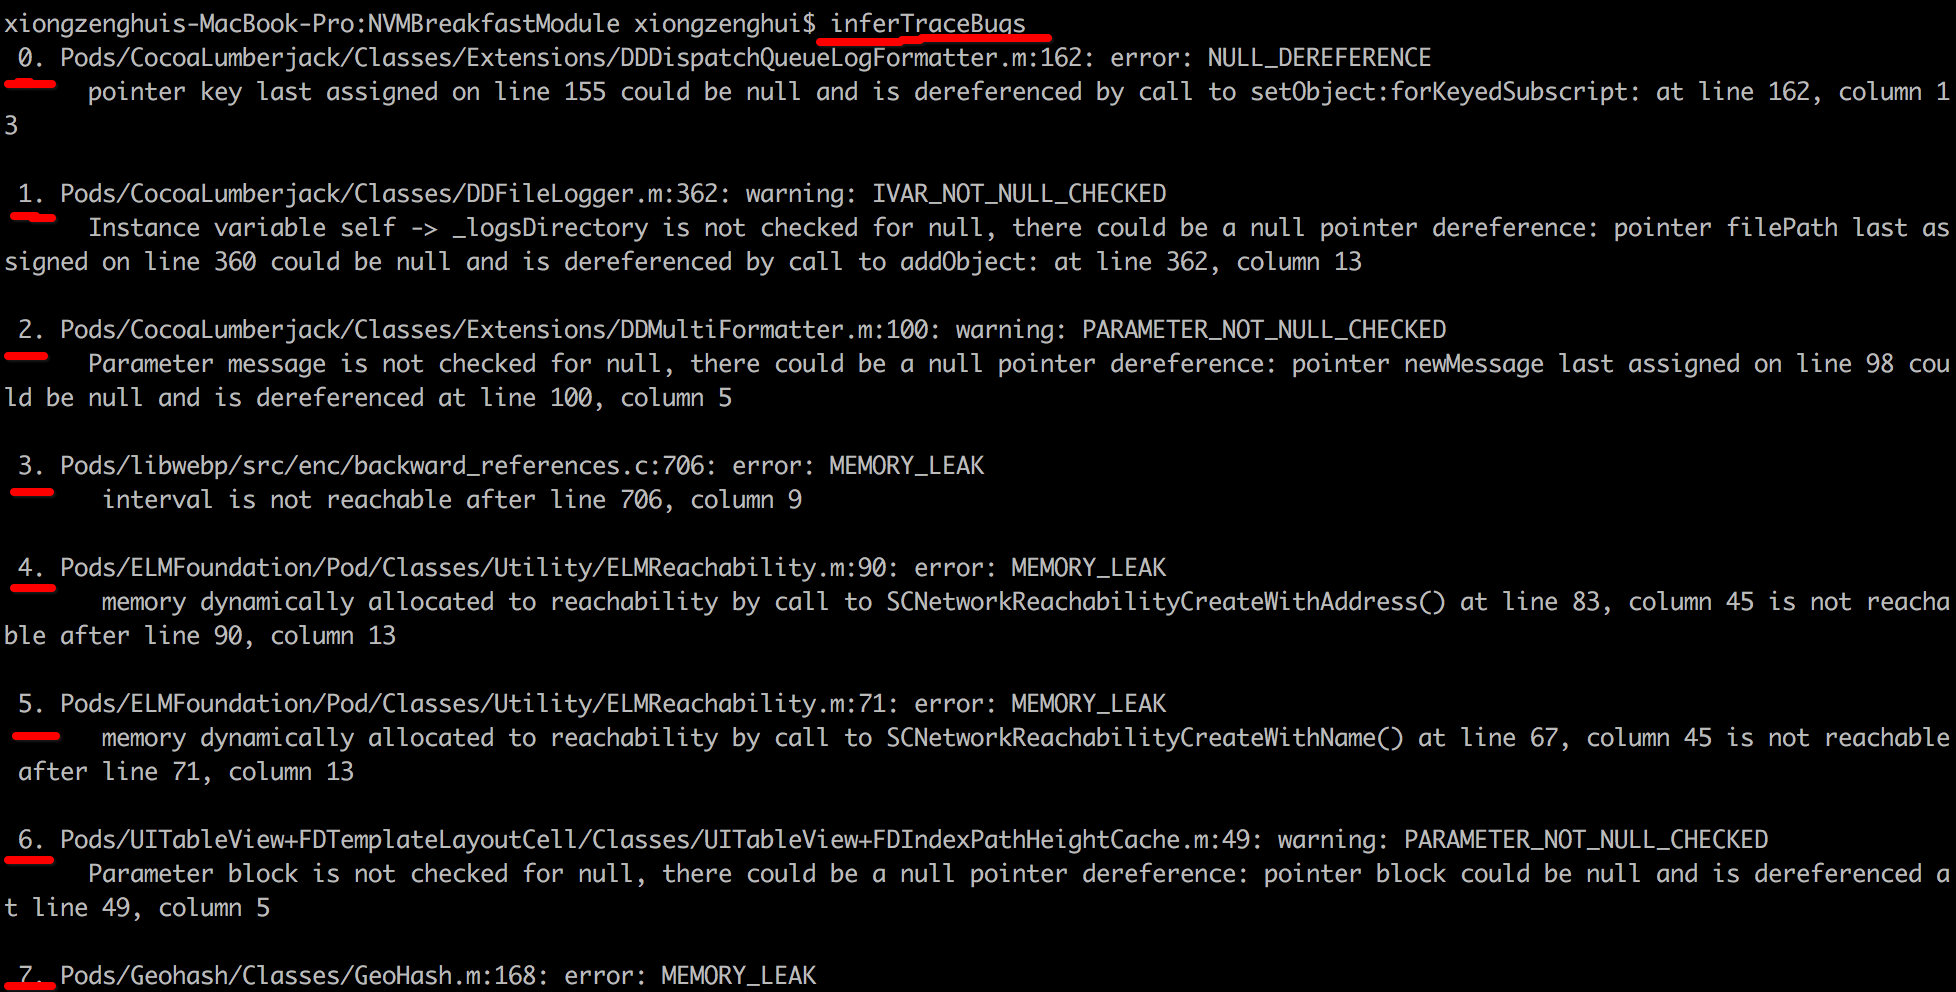 xiongzenghuis-MacBook-Pro:NVMBreakfastModule xiongzenghui$ inferTraceBugs
0. Pods/CocoaLumberjack/Classes/Extensions/DDDispatchQueueLogFormatter.m:162: error: NULL_DEREFERENCE
pointer key last assigned on line 155 could be null and is dereferenced by call to setObject:forKeyedSubscript: at line 162, column 1
3
1. Pods/CocoaLumberjack/Classes/DDFileLogger.m:362: warning: IVAR_NOT_NULL_CHECKED
Instance variable self -> _logsDirectory is not checked for null, there could be a null pointer dereference: pointer filePath last as
signed on line 360 could be null and is dereferenced by call to addObject: at line 362, column 13
2. Pods/CocoaLumberjack/Classes/Extensions/DDMultiFormatter.m:100: warning: PARAMETER_NOT_NULL_CHECKED
Parameter message is not checked for null, there could be a null pointer dereference: pointer newMessage last assigned on line 98 cou
ld be null and is dereferenced at line 100, column 5
3. Pods/libwebp/src/enc/backward_references.c:706: error: MEMORY_LEAK
interval is not reachable after line 706, column 9
4. Pods/ELMFoundation/Pod/Classes/Utility/ELMReachability.m:90: error: MEMORY_LEAK
memory dynamically allocated to reachability by call to SCNetworkReachabilityCreateWithAddress() at line 83, column 45 is not reacha
ble after line 90, column 13
5. Pods/ELMFoundation/Pod/Classes/Utility/ELMReachability.m:71: error: MEMORY_LEAK
memory dynamically allocated to reachability by call to SCNetworkReachabilityCreateWithName() at line 67, column 45 is not reachable
after line 71, column 13
6. Pods/UITableView+FDTemplateLayoutCell/Classes/UITableView+FDIndexPathHeightCache.m:49: warning: PARAMETER_NOT_NULL_CHECKED
Parameter block is not checked for null, there could be a null pointer dereference: pointer block could be null and is dereferenced a
t line 49, column 5
7. Pods/Geohash/Classes/GeoHash.m:168: error: MEMORY_LEAK